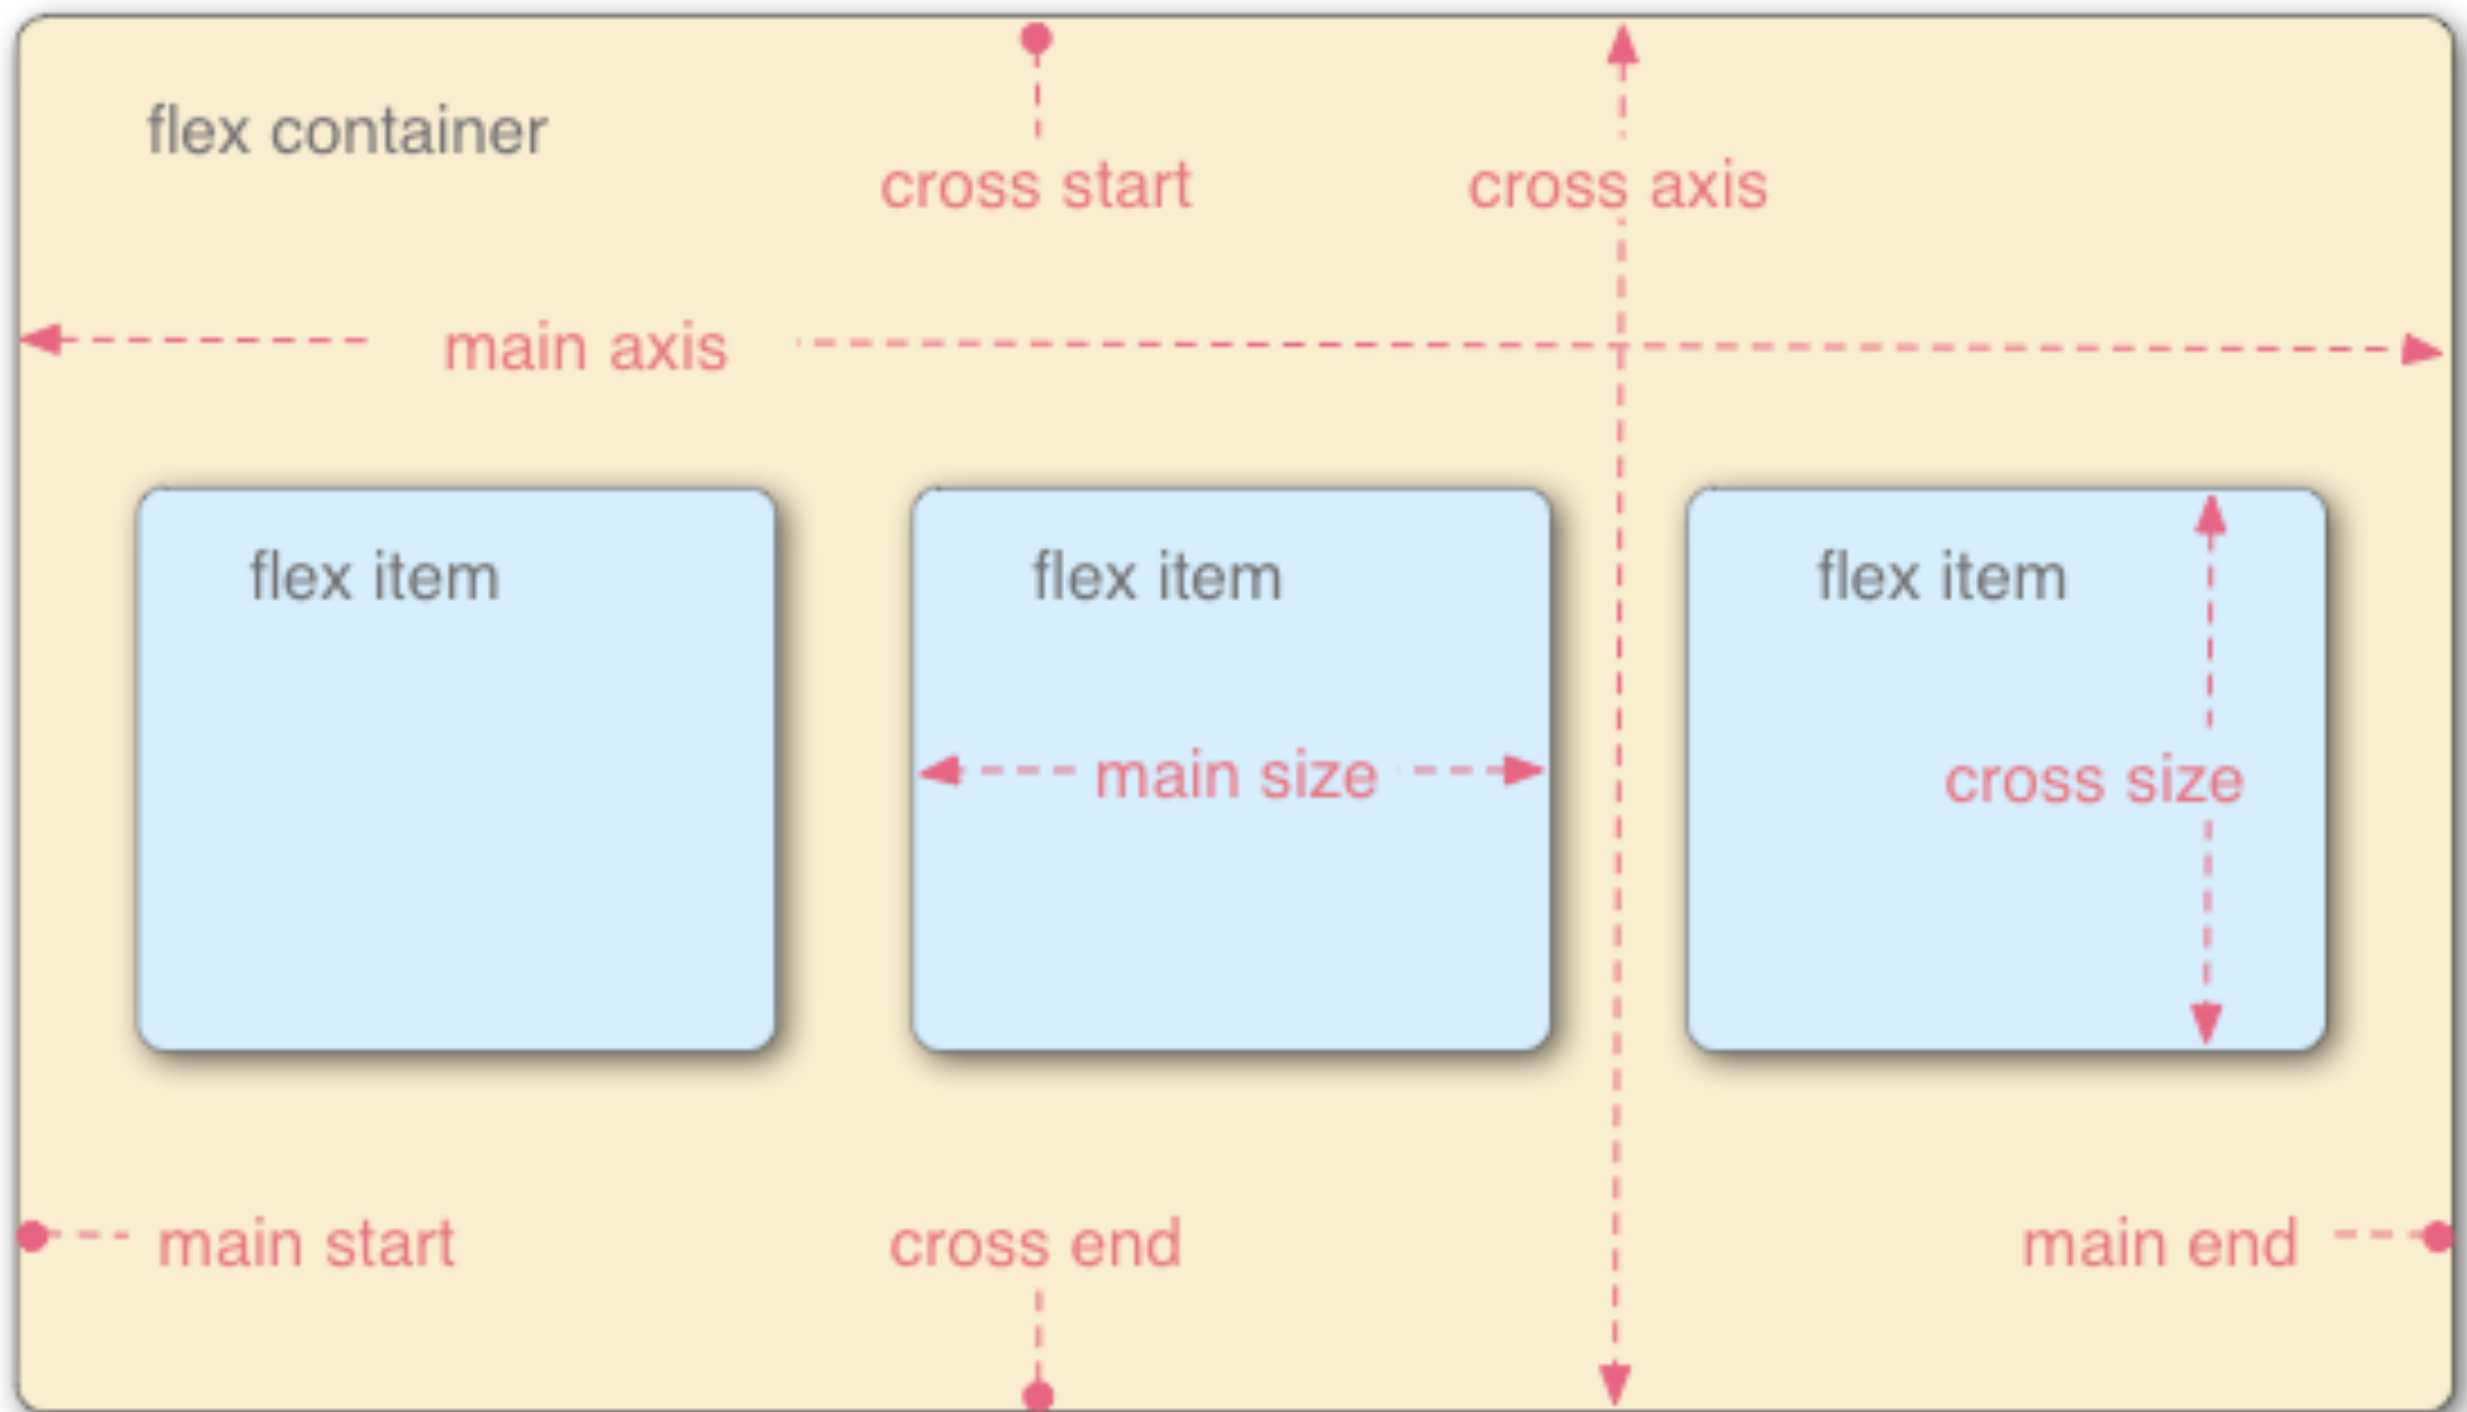 flex container
cross start
cross axis
main axis
flex item
flex item
flex item
main size
cross size
main start
cross end
main end